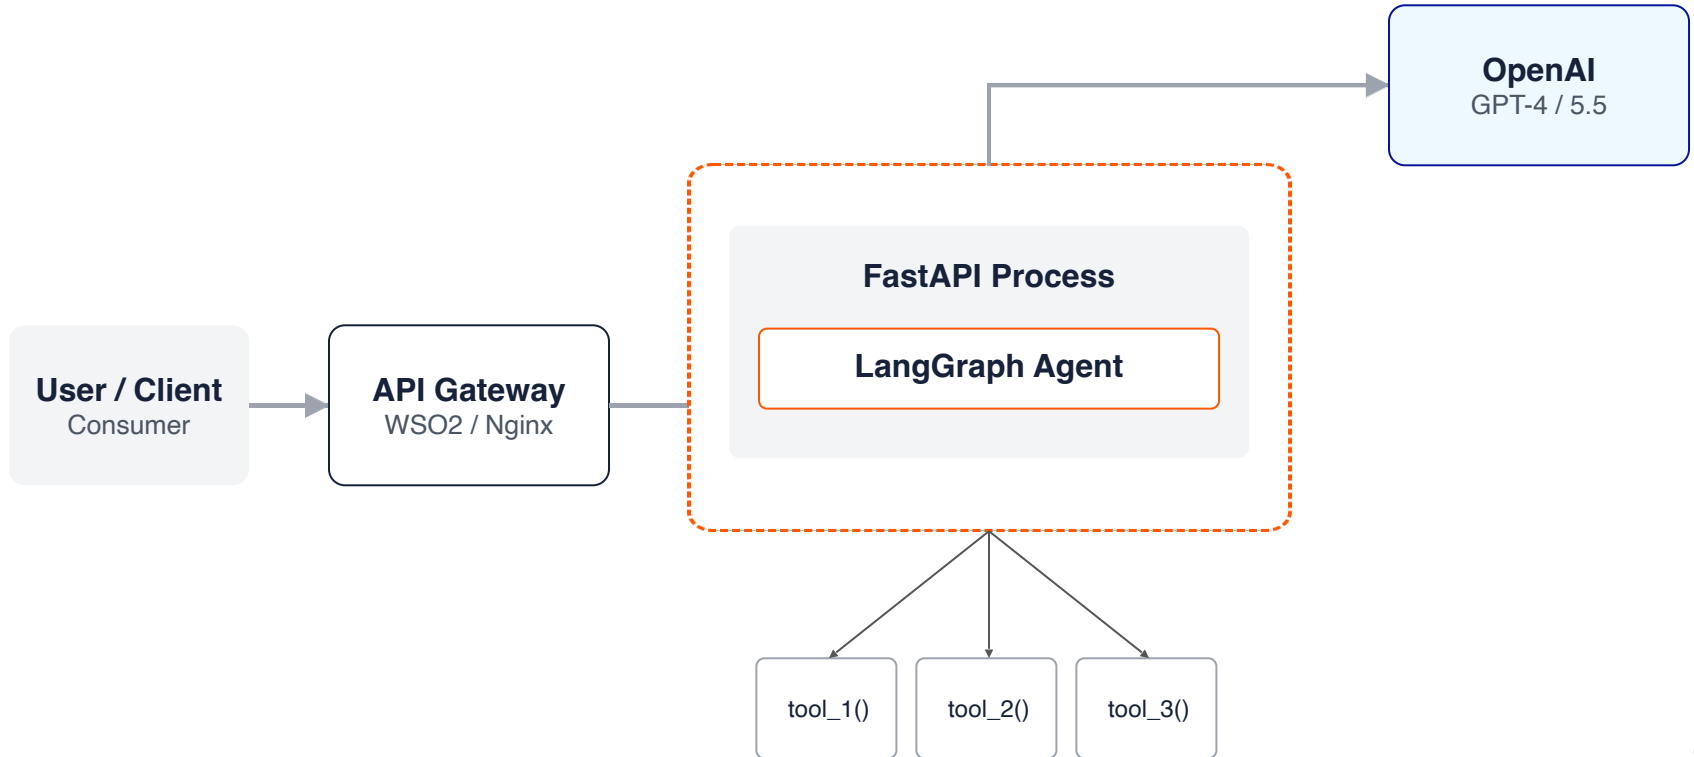 OpenAI
GPT-4 / 5.5
FastAPI Process
LangGraph Agent
User / Client
Consumer
API Gateway
WSO2 / Nginx
tool_1()
tool_2()
tool_3()